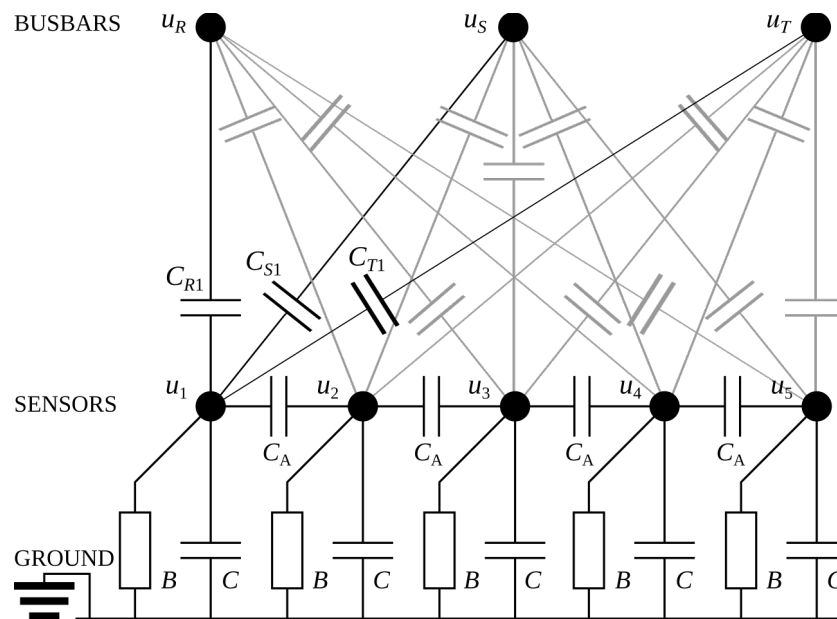 BUSBARS u_R u_S u_T
C_R1 C_S1 C_T1
SENSORS u_1 u_2 u_3 u_4 u_5
C_A C_A C_A C_A
GROUND B C B C B C B C B C